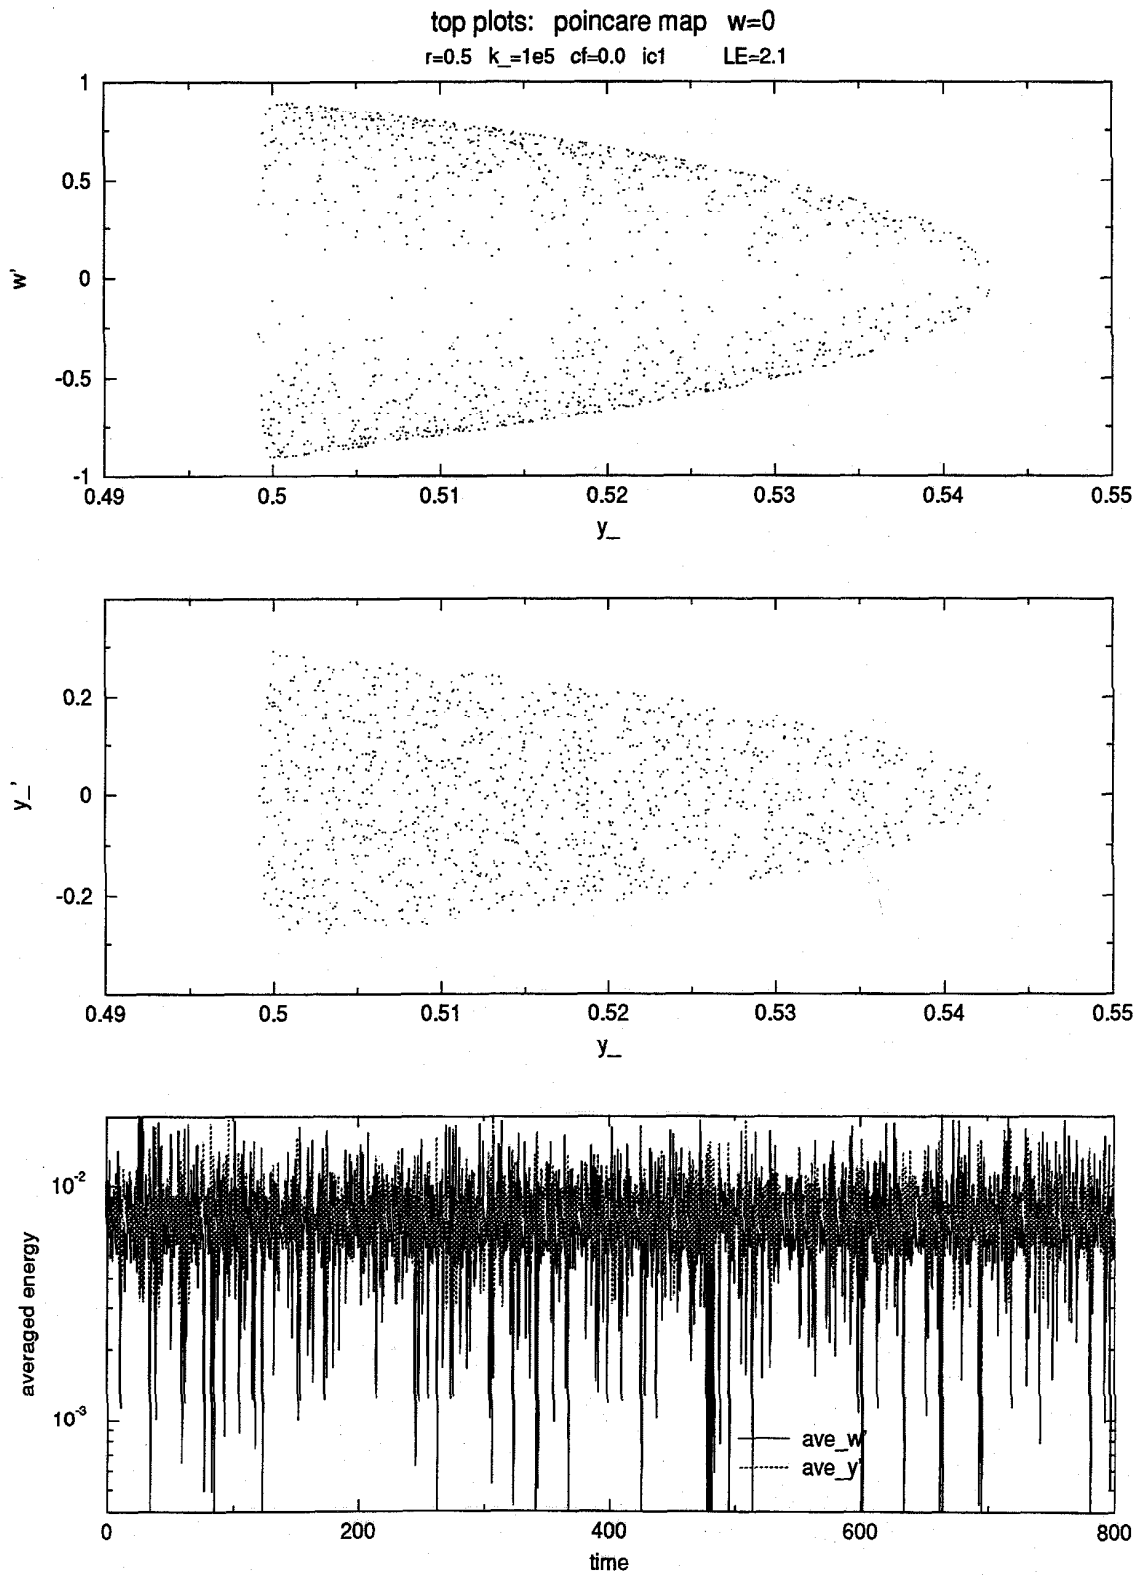 top plots: poincare map w=0
r=0.5 k_=1e5 cf=0.0 ic1 LE=2.1
1
0.5
0
-0.5
-1
w'
0.49 0.5 0.51 0.52 0.53 0.54 0.55
y_
0.2
0
-0.2
y_'
0.49 0.5 0.51 0.52 0.53 0.54 0.55
y_
10-2
10-3
averaged energy
ave_w'
ave_y'
0 200 400 600 800
time